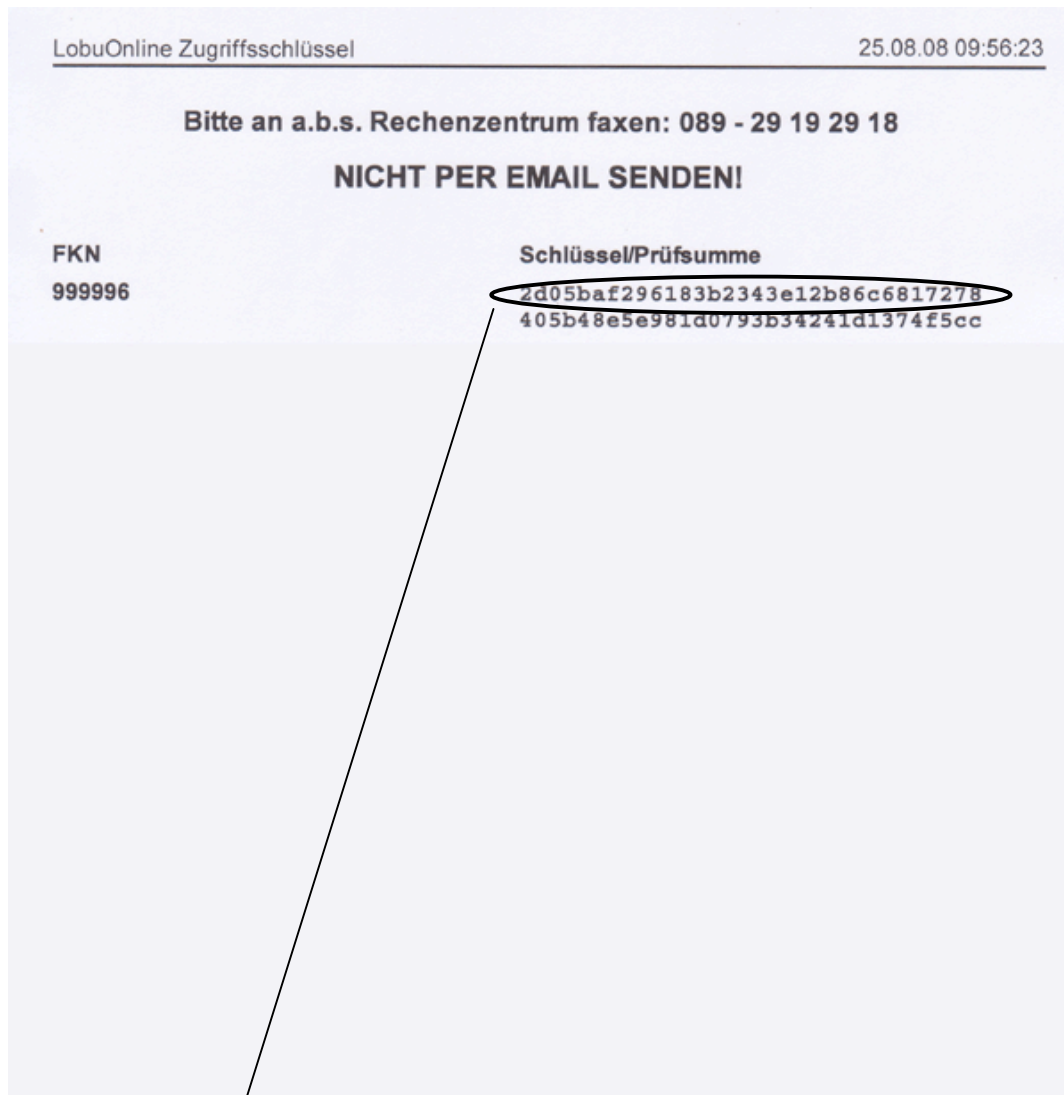 LobuOnline Zugriffsschlüssel 25.08.08 09:56:23
Bitte an a.b.s. Rechenzentrum faxen: 089 - 29 19 29 18
NICHT PER EMAIL SENDEN!
FKN Schlüssel/Prüfsumme
999996 2d05baf296183b2343e12b86c6817278
405b48e5e981d0793b34241d1374f5cc